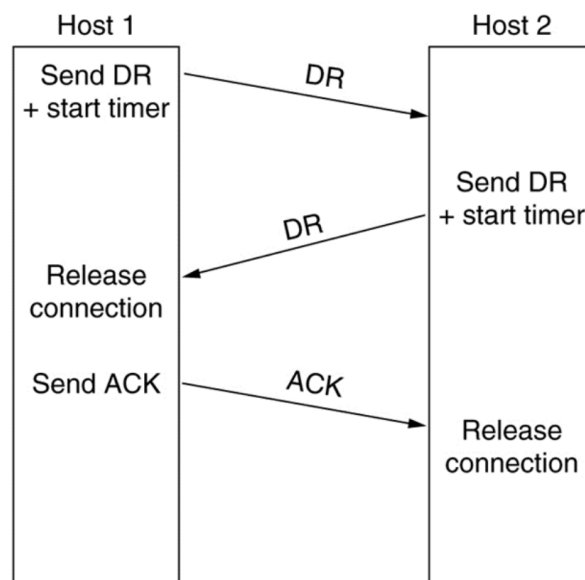 Host 1
Host 2
Send DR
+ start timer
DR
Send DR
+ start timer
DR
Release
connection
Send ACK
ACK
Release
connection